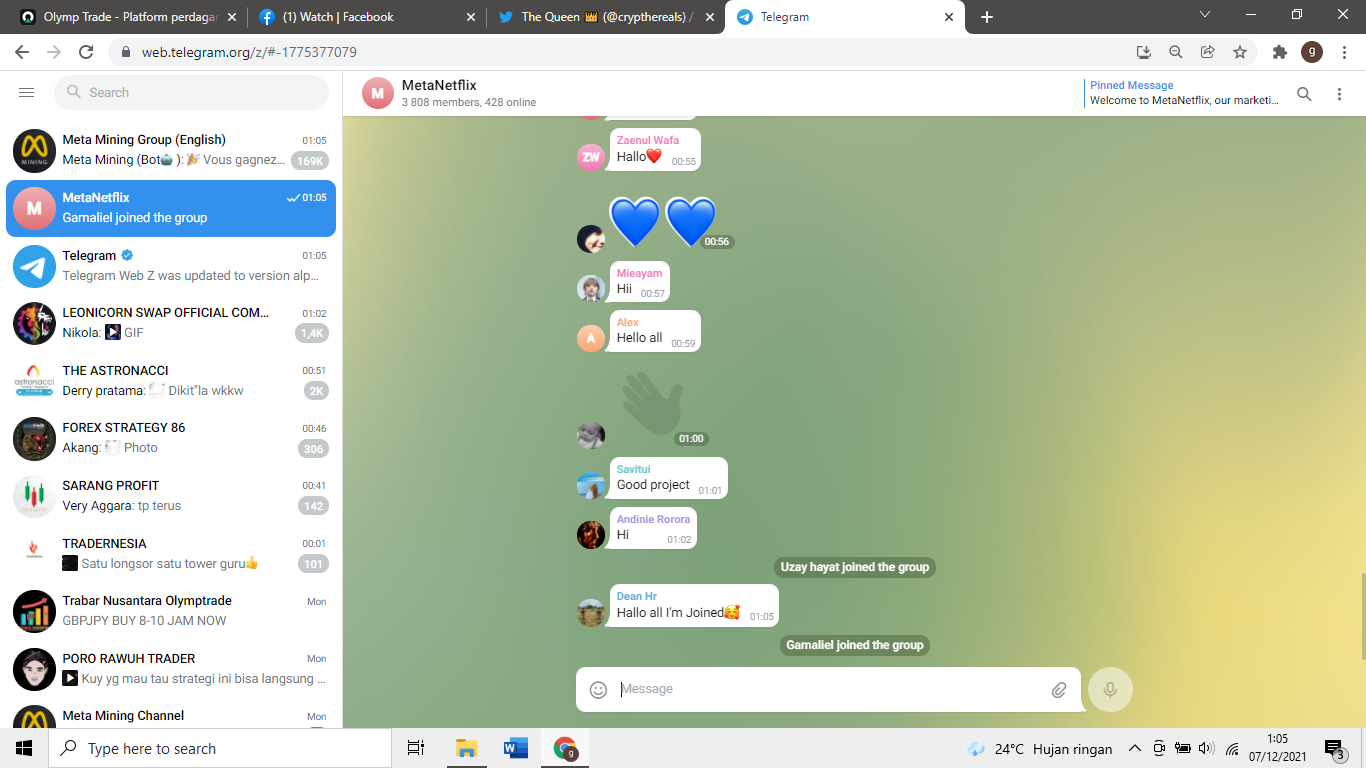 Olymp Trade - Platform perdagar
(1) Watch | Facebook
The Queen 👑 (@crypthereals) /
Telegram
web.telegram.org/z/#-1775377079
g
Search
M
MetaNetflix
3 808 members, 428 online
Pinned Message
Welcome to MetaNetflix, our marketi...
MINING
Meta Mining Group (English)
01:05
Meta Mining (Bot🤖 ): 🎉 Vous gagnez...
169K
M
MetaNetflix
01:05
Gamaliel joined the group
Telegram
01:05
Telegram Web Z was updated to version alp...
LEONICORN SWAP OFFICIAL COM...
01:02
Nikola: GIF
1,4K
astronacci
THE ASTRONACCI
00:51
Derry pratama: Dikit"la wkkw
2K
FOREX STRATEGY 86
00:46
Akang: Photo
306
SARANG PROFIT
00:41
Very Aggara: tp terus
142
TRADERNESIA
00:01
Satu longsor satu tower guru👍
101
Trabar Nusantara Olymptrade
Mon
GBPJPY BUY 8-10 JAM NOW
PORO RAWUH TRADER
Mon
Kuy yg mau tau strategi ini bisa langsung ...
Meta Mining Channel
Mon
ZW
Zaenul Wafa
Hallo❤️
00:55
💙💙
00:56
Mieayam
Hii
00:57
A
Alex
Hello all
00:59
01:00
Savitui
Good project
01:01
Andinie Rorora
Hi
01:02
Uzay hayat joined the group
Dean Hr
Hallo all I'm Joined🥰
01:05
Gamaliel joined the group
Message
Type here to search
W
g
24°C Hujan ringan
1:05
07/12/2021
3